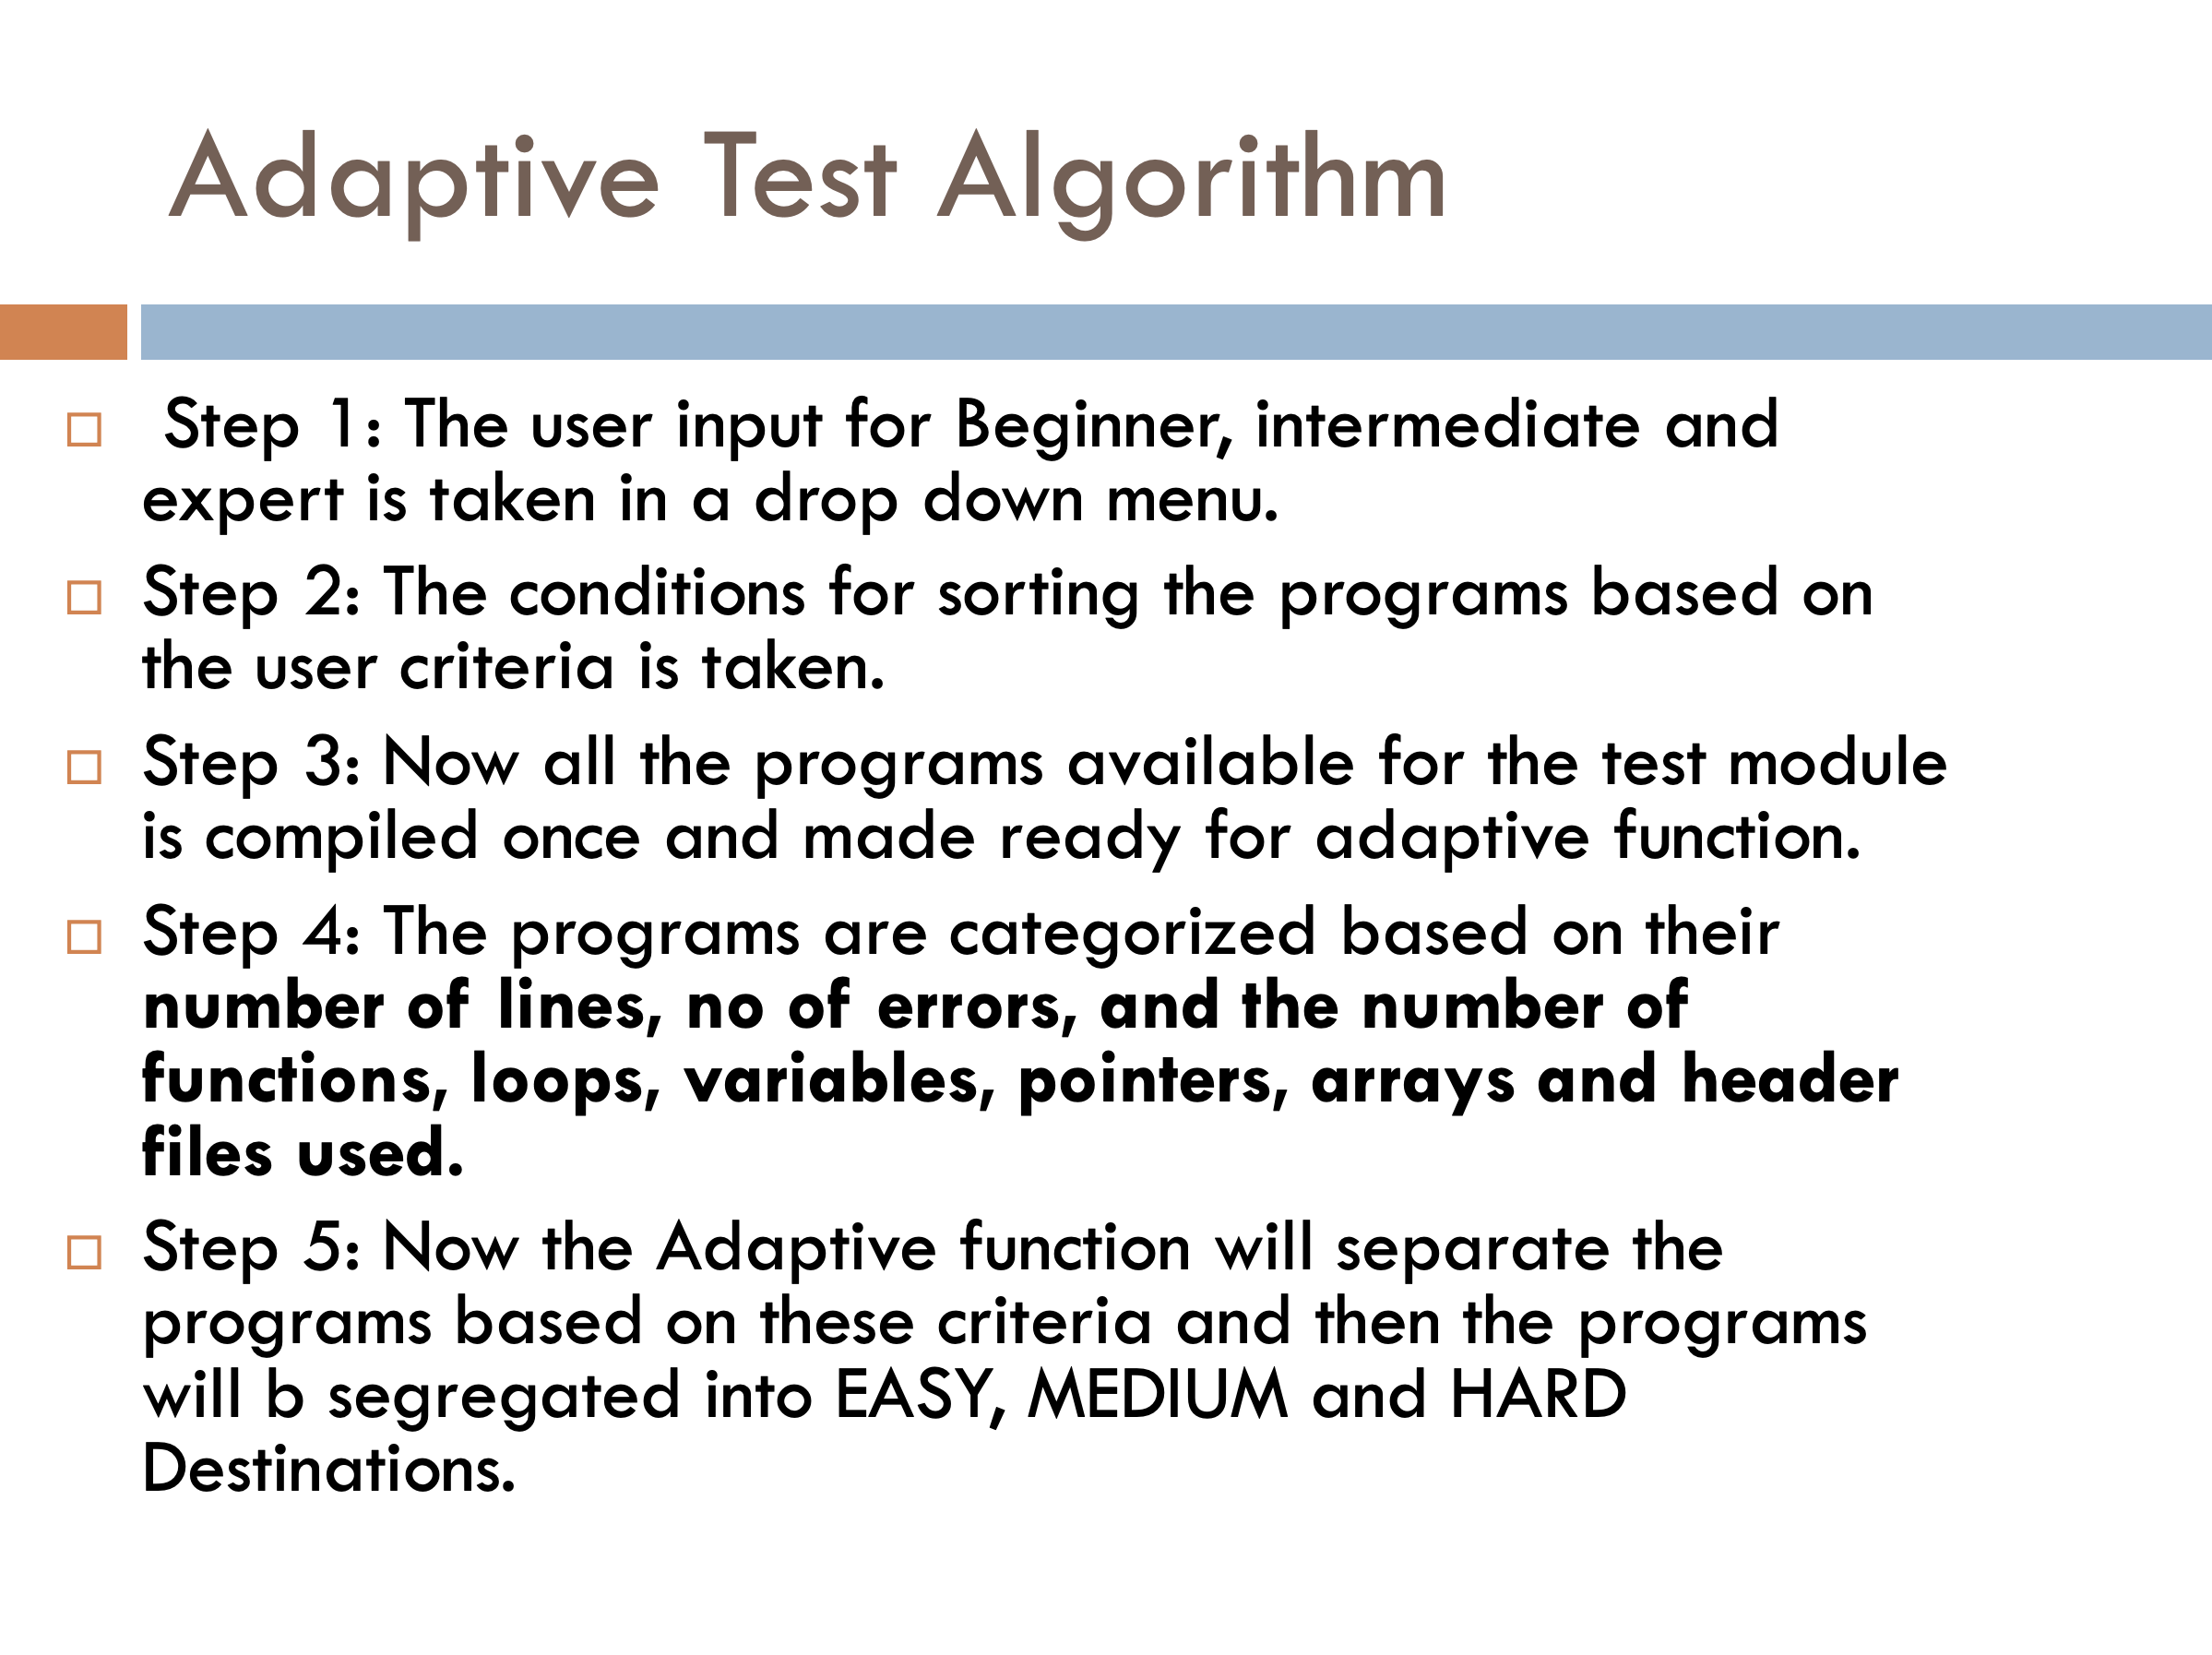 Adaptive Test Algorithm
Step 1: The user input for Beginner, intermediate and
expert is taken in a drop down menu.
Step 2: The conditions for sorting the programs based on
the user criteria is taken.
Step 3: Now all the programs available for the test module
is compiled once and made ready for adaptive function.
Step 4: The programs are categorized based on their
number of lines, no of errors, and the number of
functions, loops, variables, pointers, arrays and header
files used.
Step 5: Now the Adaptive function will separate the
programs based on these criteria and then the programs
will b segregated into EASY, MEDIUM and HARD
Destinations.